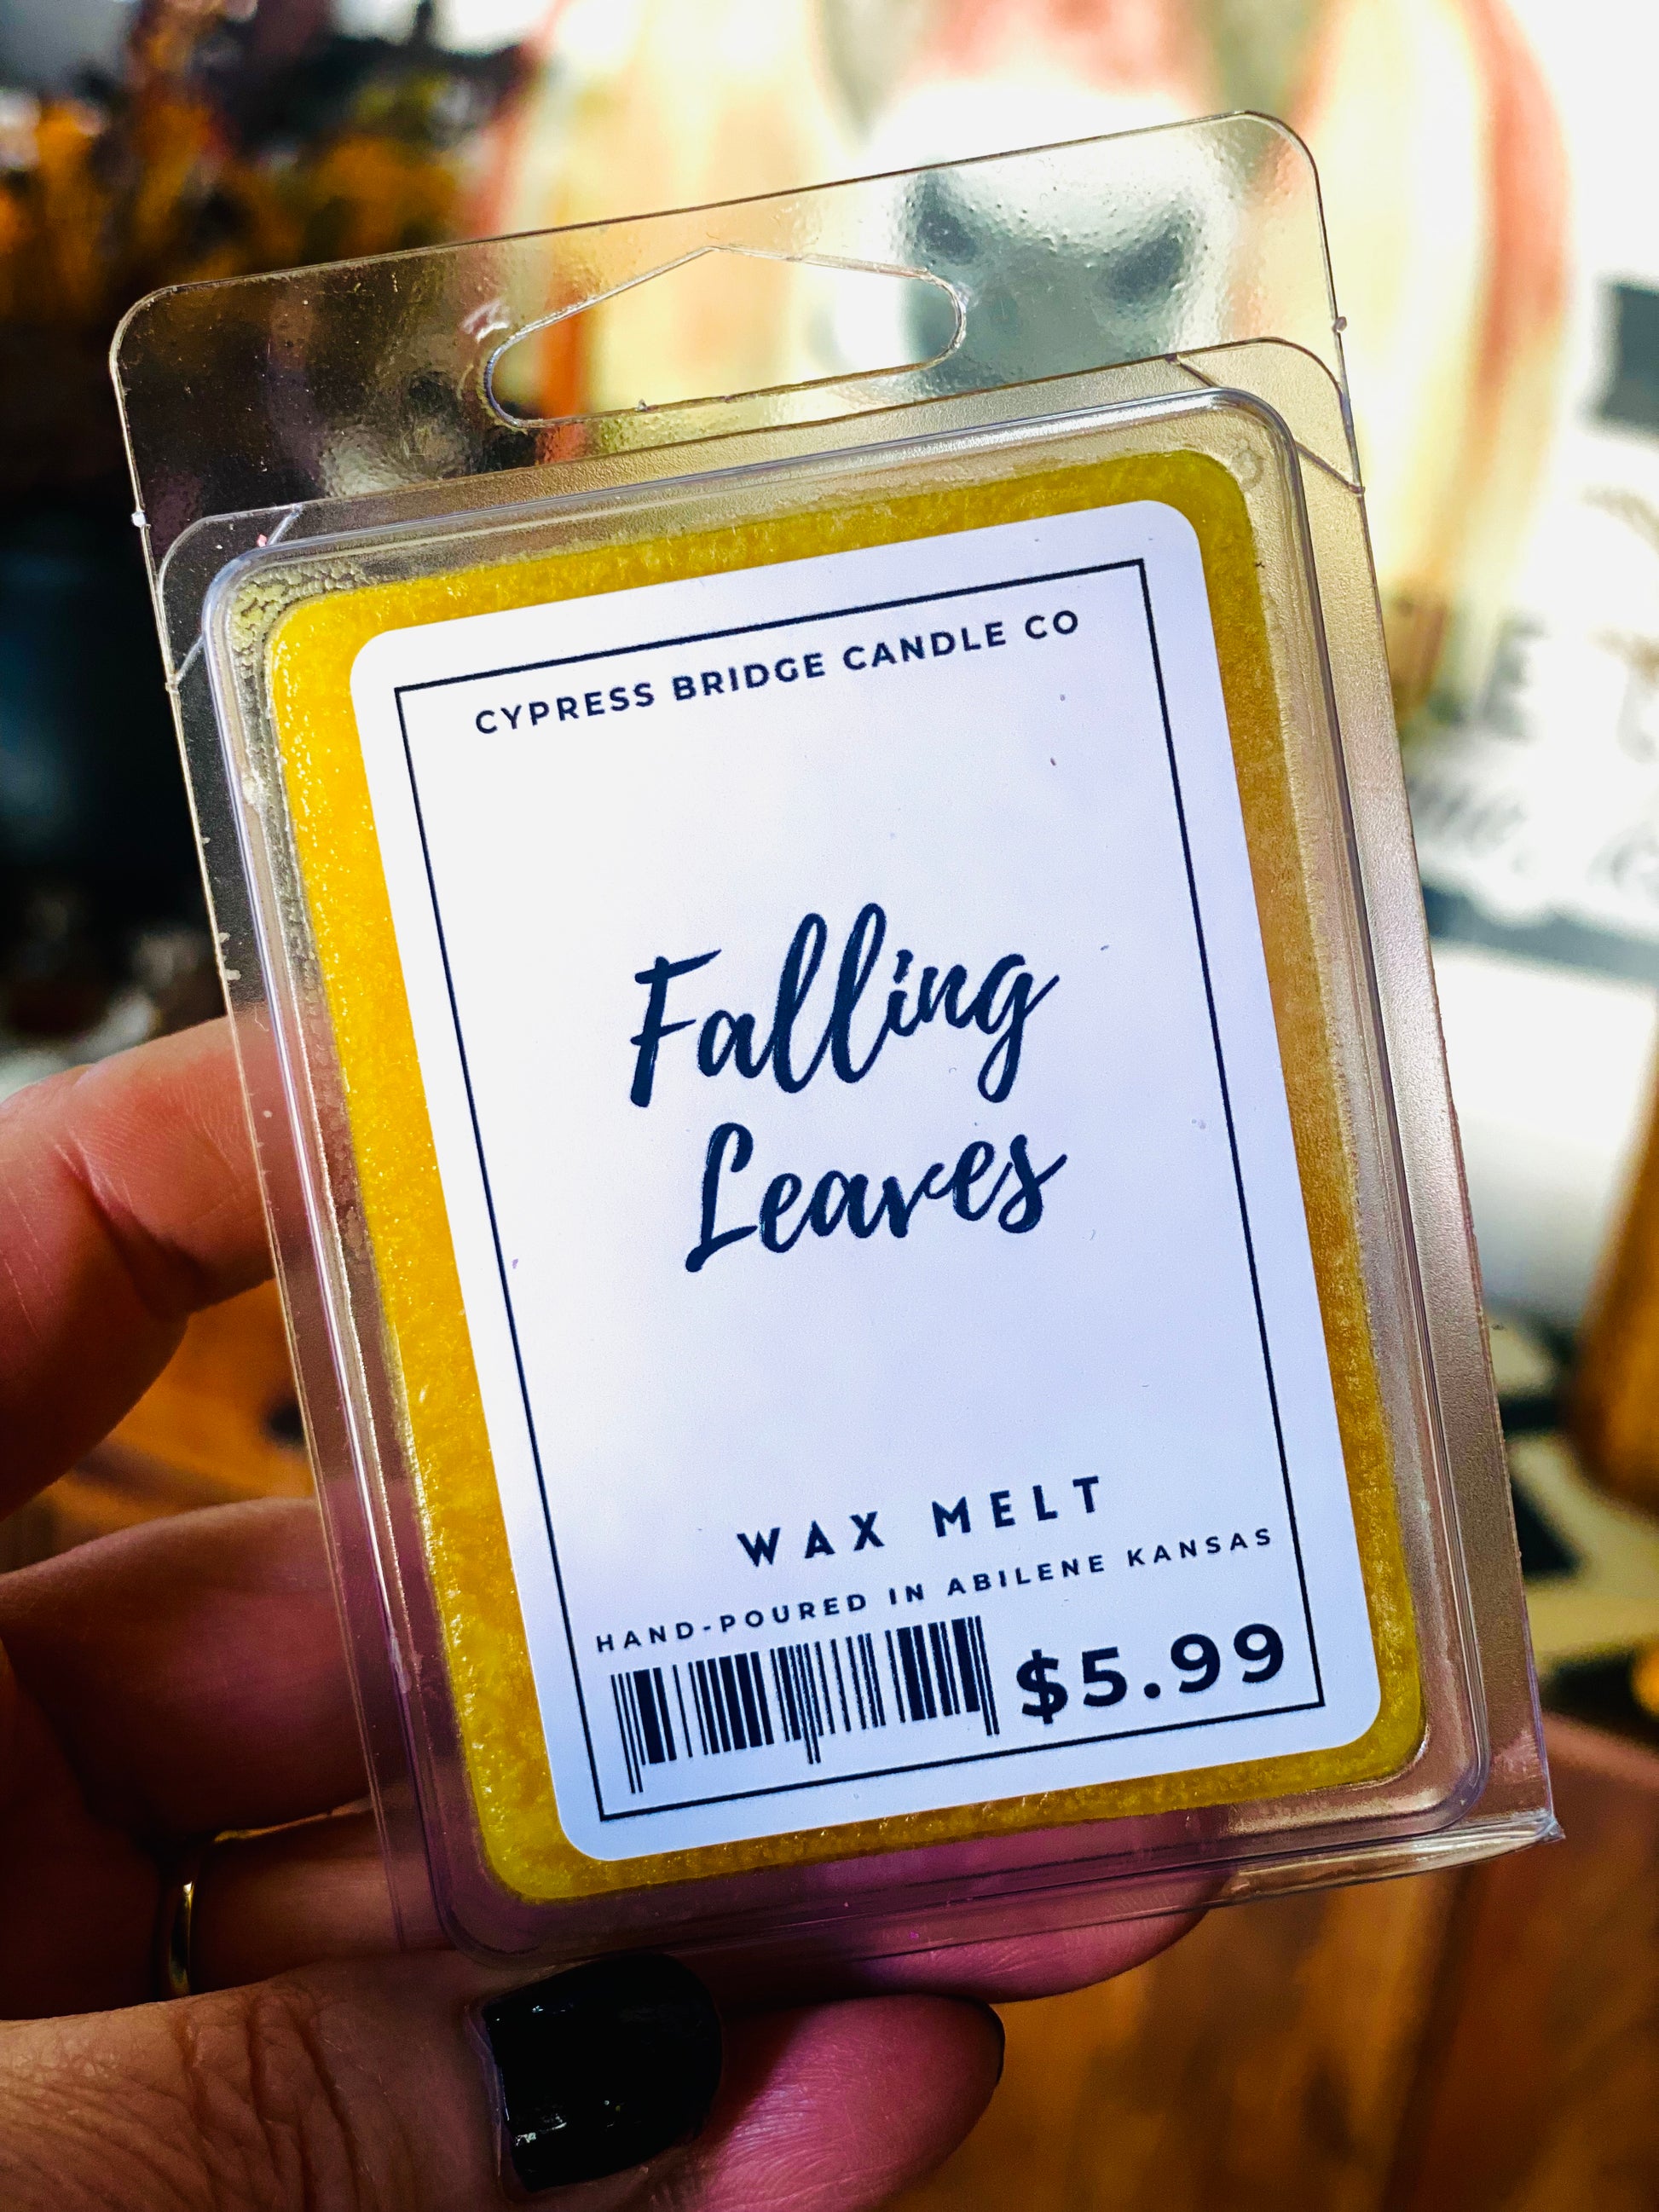 CYPRESS BRIDGE CANDLE CO
Falling
Leaves
WAX MELT
HAND-POURED IN ABILENE KANSAS
$5.99